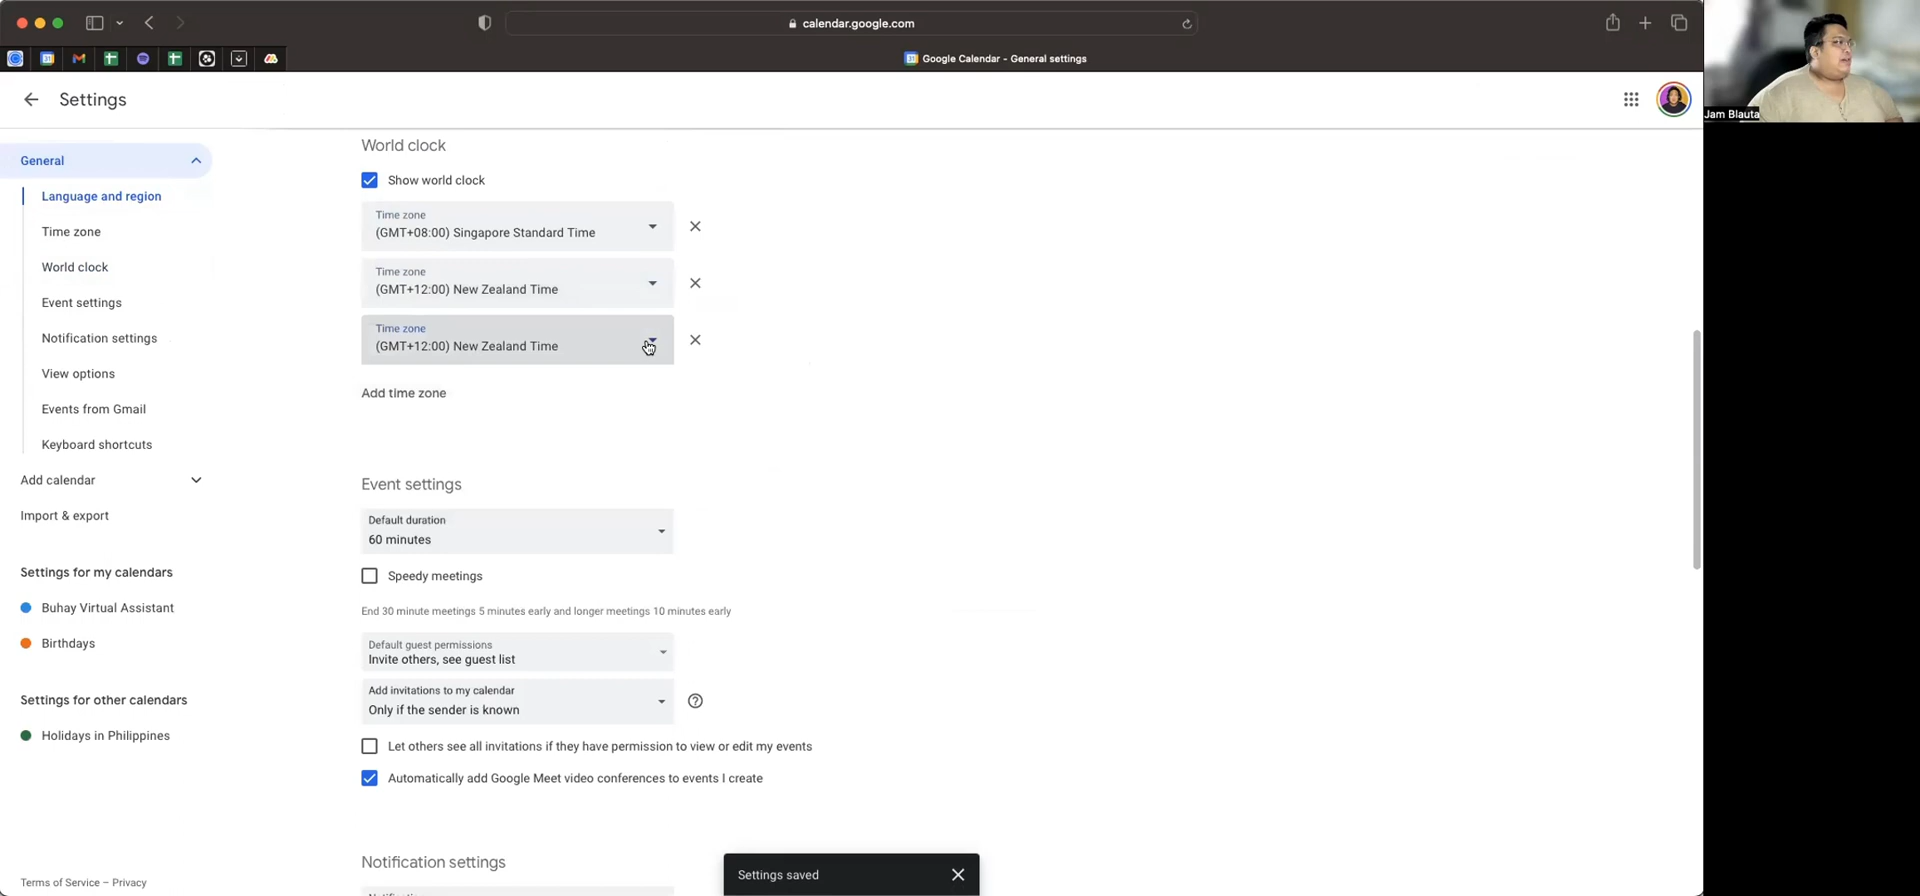 calendar.google.com
Google Calendar - General settings
Settings
Jam Blauta
General
Language and region
Time zone
World clock
Event settings
Notification settings
View options
Events from Gmail
Keyboard shortcuts
Add calendar
Import & export
Settings for my calendars
Buhay Virtual Assistant
Birthdays
Settings for other calendars
Holidays in Philippines
Terms of Service – Privacy
World clock
Show world clock
Time zone
(GMT+08:00) Singapore Standard Time
Time zone
(GMT+12:00) New Zealand Time
Time zone
(GMT+12:00) New Zealand Time
Add time zone
Event settings
Default duration
60 minutes
Speedy meetings
End 30 minute meetings 5 minutes early and longer meetings 10 minutes early
Default guest permissions
Invite others, see guest list
Add invitations to my calendar
Only if the sender is known
Let others see all invitations if they have permission to view or edit my events
Automatically add Google Meet video conferences to events I create
Notification settings
Settings saved